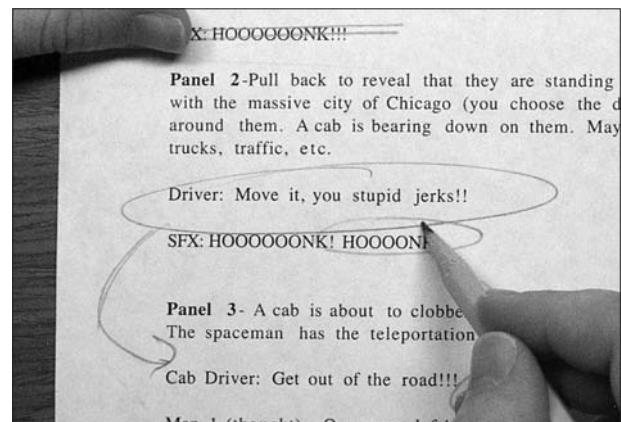 X: HOOOOOONK!!!
Panel 2-Pull back to reveal that they are standing
with the massive city of Chicago (you choose the d
around them. A cab is bearing down on them. May
trucks, traffic, etc.
Driver: Move it, you stupid jerks!!
SFX: HOOOOOONK! HOOOON
Panel 3- A cab is about to clobbe
The spaceman has the teleportation
Cab Driver: Get out of the road!!!